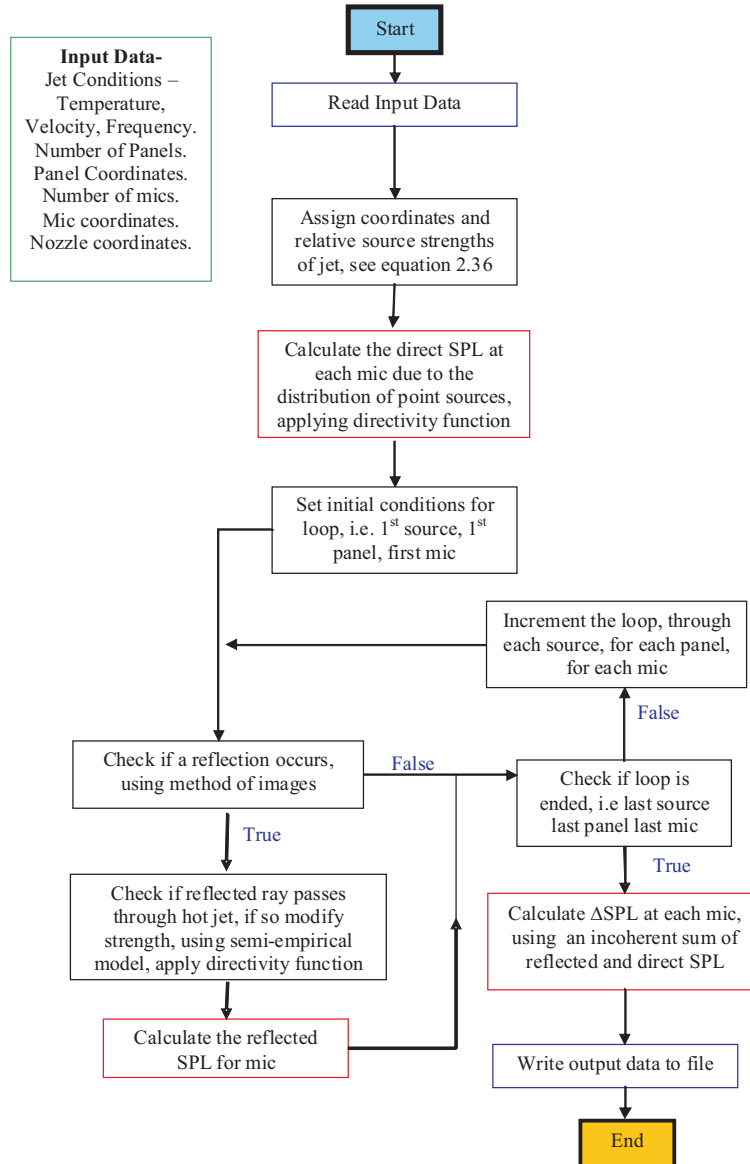 Start
Input Data-
Jet Conditions –
Temperature,
Velocity, Frequency.
Number of Panels.
Panel Coordinates.
Number of mics.
Mic coordinates.
Nozzle coordinates.
Read Input Data
Assign coordinates and
relative source strengths
of jet, see equation 2.36
Calculate the direct SPL at
each mic due to the
distribution of point sources,
applying directivity function
Set initial conditions for
loop, i.e. 1st source, 1st
panel, first mic
Increment the loop, through
each source, for each panel,
for each mic
False
Check if a reflection occurs,
using method of images
False
Check if loop is
ended, i.e last source
last panel last mic
True
True
Check if reflected ray passes
through hot jet, if so modify
strength, using semi-empirical
model, apply directivity function
Calculate ΔSPL at each mic,
using an incoherent sum of
reflected and direct SPL
Calculate the reflected
SPL for mic
Write output data to file
End